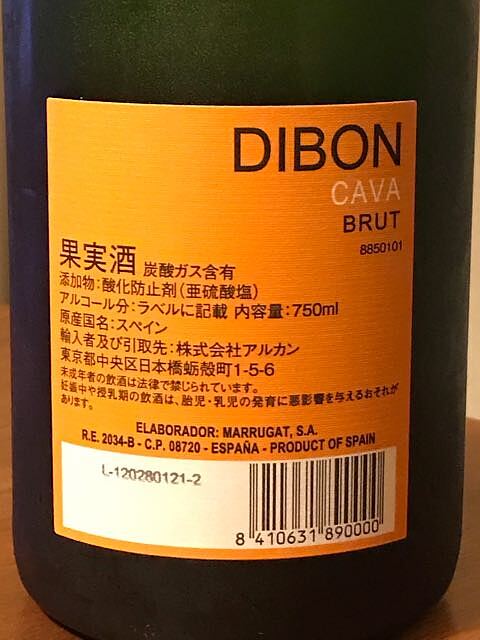 DIBON
CAVA
BRUT
8850101
果実酒 炭酸ガス含有
添加物：酸化防止剤（亜硫酸塩）
アルコール分：ラベルに記載 内容量：750ml
原産国名：スペイン
輸入者及び引取先：株式会社アルカン
東京都中央区日本橋蛎殻町1-5-6
未成年者の飲酒は法律で禁じられています。
妊娠中や授乳期の飲酒は、胎児・乳児の発育に悪影響を与えるおそれが
あります。
ELABORADOR: MARRUGAT, S.A.
R.E. 2034-B - C.P. 08720 - ESPAÑA - PRODUCT OF SPAIN
L-120280121-2
8 410631 890000